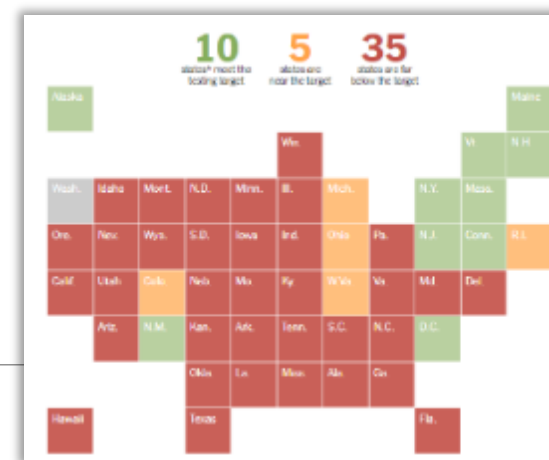 10 5 35
states* meet the states are states are far
testing target near the target below the target
Alaska Maine
Wis. Vt N.H
Wash. Idaho Mont. N.D. Minn. Ill. Mich. N.Y. Mass.
Ore. Nev. Wyo. S.D. Iowa Ind. Ohio Pa. N.J. Conn. R.I.
Calif. Utah Colo. Neb. Mo. Ky W.Va Va. Md. Del.
Ariz. N.M. Kan. Ark. Tenn. S.C. N.C. D.C.
Okla. La. Miss Ala. Ga.
Hawaii Texas Fla.